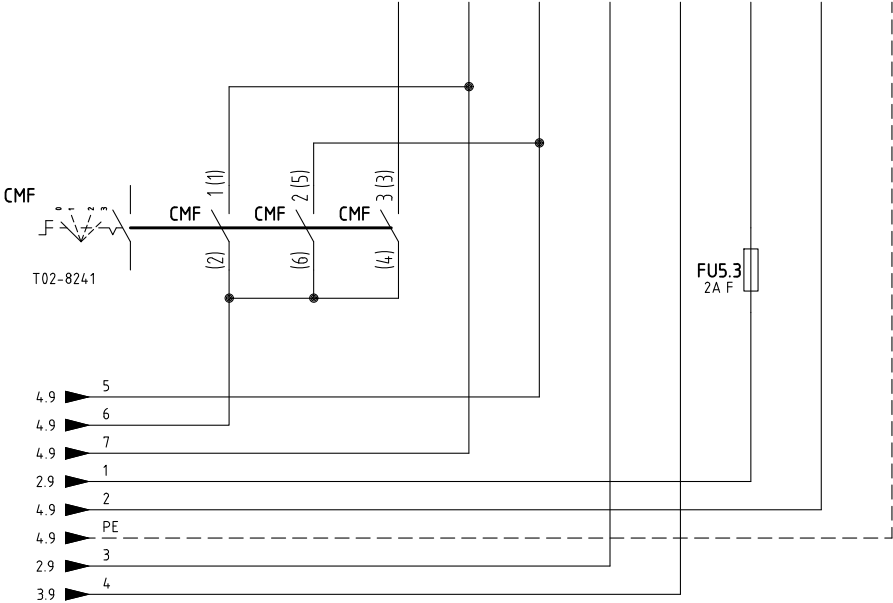 CMF
0 1 2 3
T02-8241
CMF
1 (1)
(2)
CMF
2 (5)
(6)
CMF
3 (3)
(4)
FU5.3
2A F
4.9 5
4.9 6
4.9 7
2.9 1
4.9 2
4.9 PE
2.9 3
3.9 4